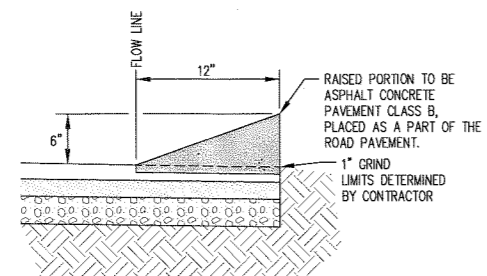 FLOW LINE
12"
6"
RAISED PORTION TO BE
ASPHALT CONCRETE
PAVEMENT CLASS B,
PLACED AS A PART OF THE
ROAD PAVEMENT.
1" GRIND
LIMITS DETERMINED
BY CONTRACTOR